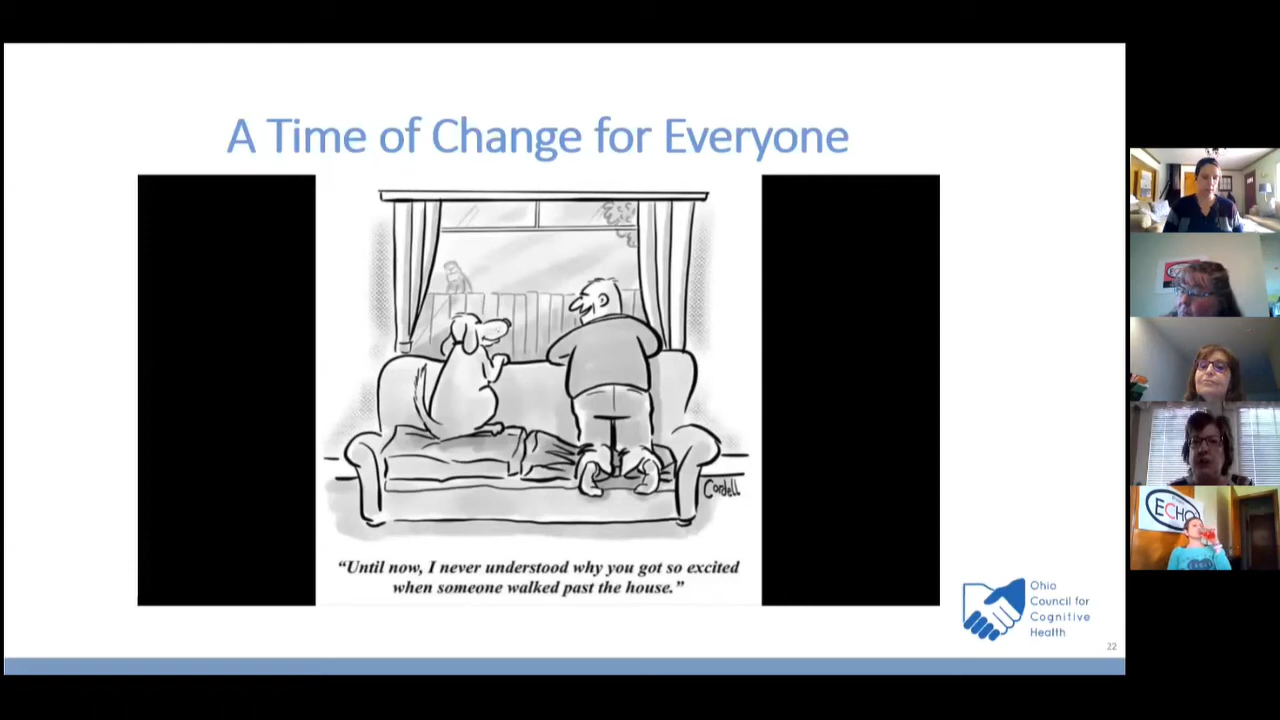 A Time of Change for Everyone
Cordell
“Until now, I never understood why you got so excited
when someone walked past the house.”
Ohio
Council for
Cognitive
Health
22
ECHO